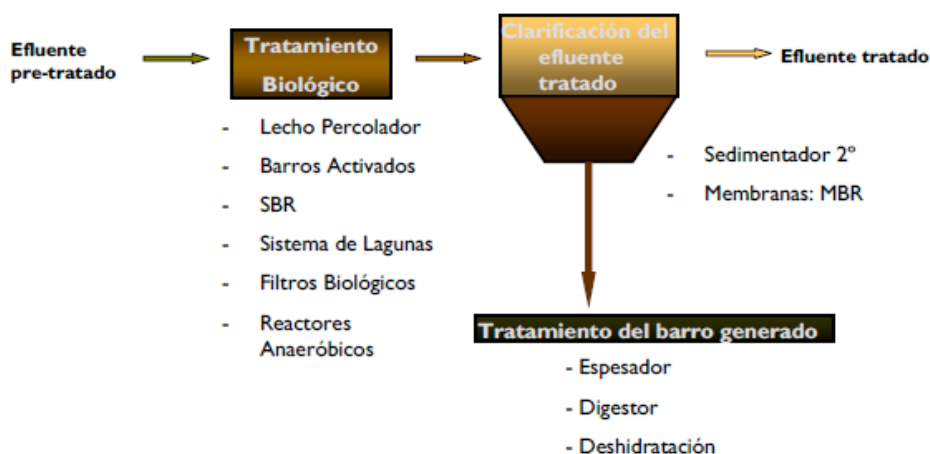 Efluente
pre-tratado
Tratamiento
Biológico
Clarificación del
efluente
tratado
Efluente tratado
- Lecho Percolador
- Barros Activados
- SBR
- Sistema de Lagunas
- Filtros Biológicos
- Reactores
Anaeróbicos
- Sedimentador 2º
- Membranas: MBR
Tratamiento del barro generado
- Espesador
- Digestor
- Deshidratación